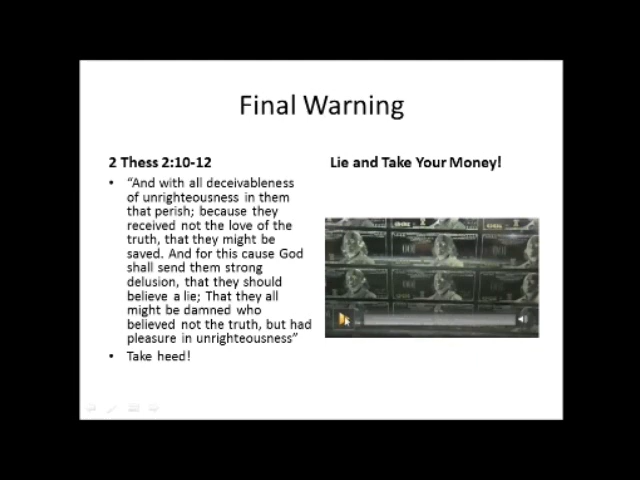 Final Warning
2 Thess 2:10-12
• “And with all deceivableness
of unrighteousness in them
that perish; because they
received not the love of the
truth, that they might be
saved. And for this cause God
shall send them strong
delusion, that they should
believe a lie; That they all
might be damned who
believed not the truth, but had
pleasure in unrighteousness”
• Take heed!
Lie and Take Your Money!